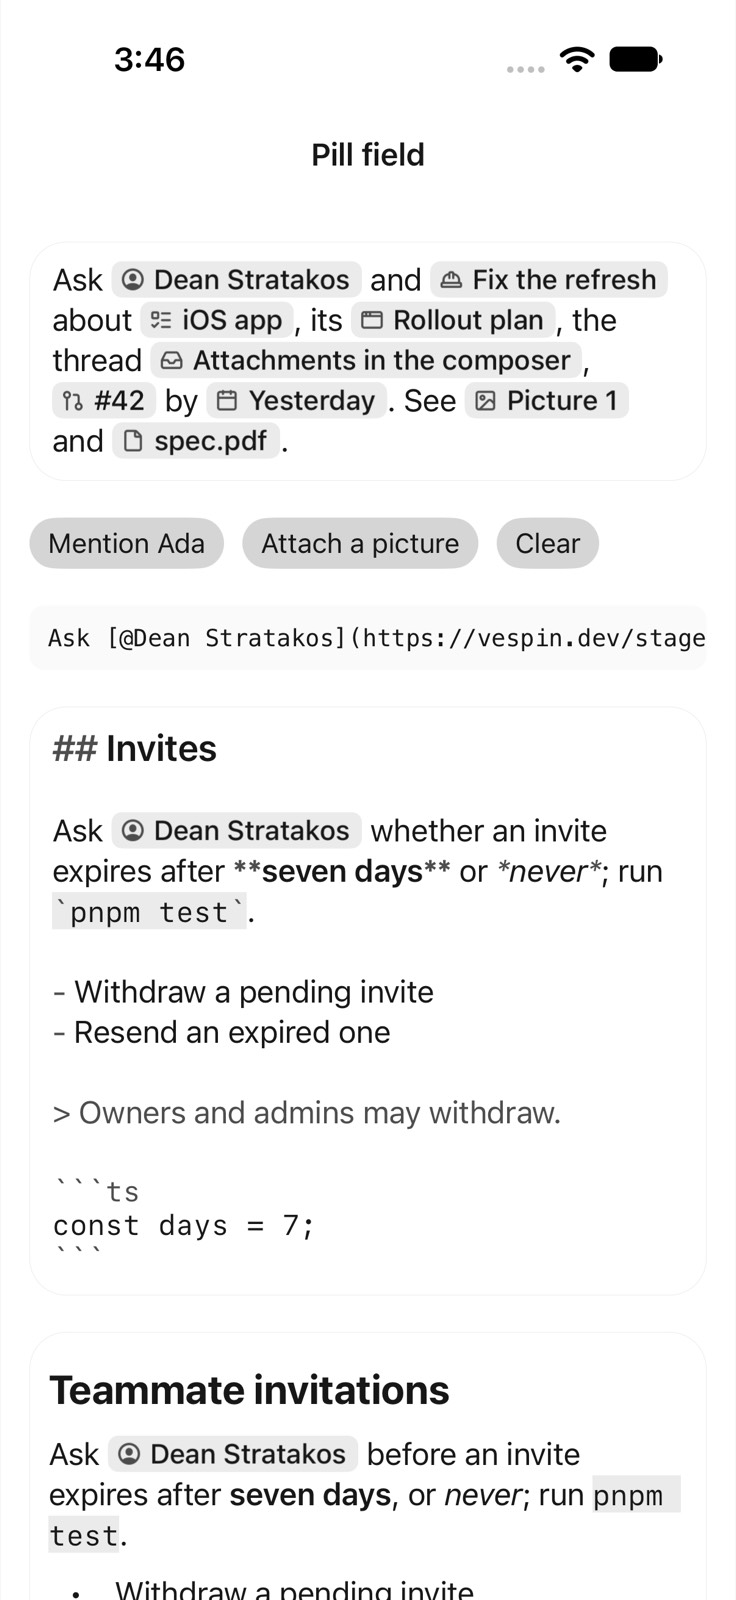 3:46
Pill field
Ask Dean Stratakos and Fix the refresh
about iOS app, its Rollout plan, the
thread Attachments in the composer,
#42 by Yesterday. See Picture 1
and spec.pdf.
Mention Ada Attach a picture Clear
Ask [@Dean Stratakos](https://vespin.dev/stage
## Invites
Ask Dean Stratakos whether an invite
expires after **seven days** or *never*; run
`pnpm test`.
- Withdraw a pending invite
- Resend an expired one
> Owners and admins may withdraw.
```ts
const days = 7;
```
Teammate invitations
Ask Dean Stratakos before an invite
expires after seven days, or never; run pnpm
test.
• Withdraw a pending invite